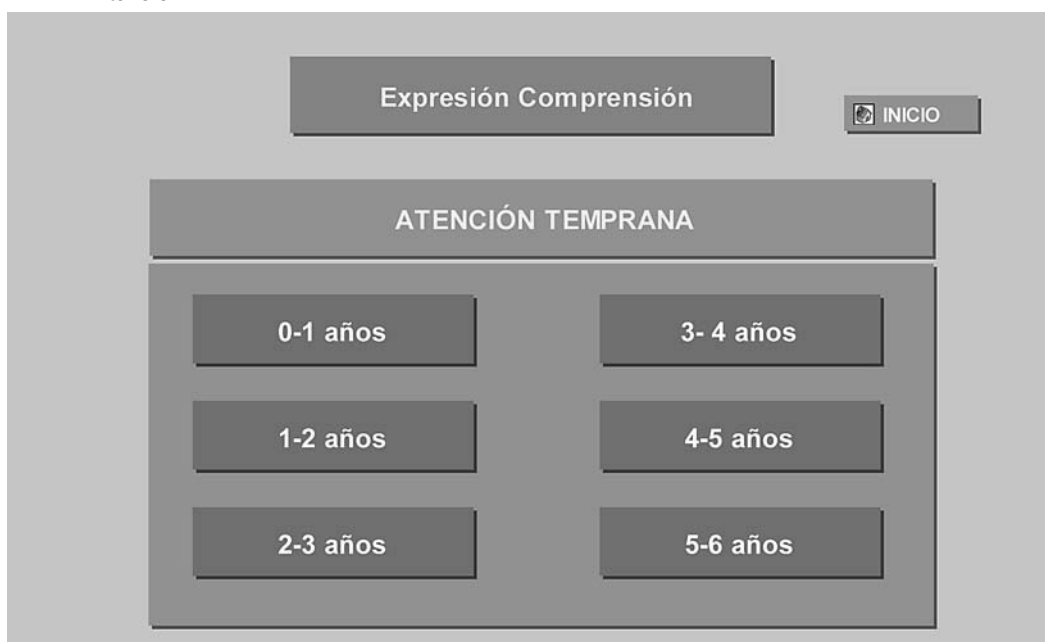 Expresión Comprensión
INICIO
ATENCIÓN TEMPRANA
0-1 años
3- 4 años
1-2 años
4-5 años
2-3 años
5-6 años